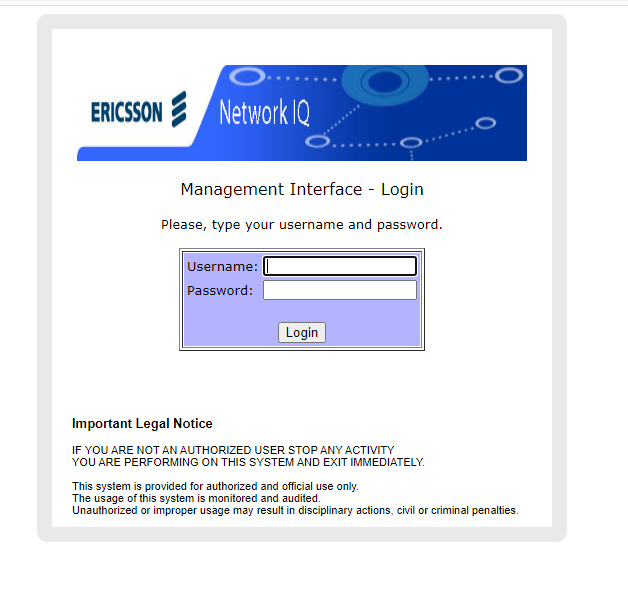 ERICSSON
Network IQ
Management Interface - Login
Please, type your username and password.
Username:
Password:
Login
Important Legal Notice
IF YOU ARE NOT AN AUTHORIZED USER STOP ANY ACTIVITY
YOU ARE PERFORMING ON THIS SYSTEM AND EXIT IMMEDIATELY.
This system is provided for authorized and official use only.
The usage of this system is monitored and audited.
Unauthorized or improper usage may result in disciplinary actions, civil or criminal penalties.